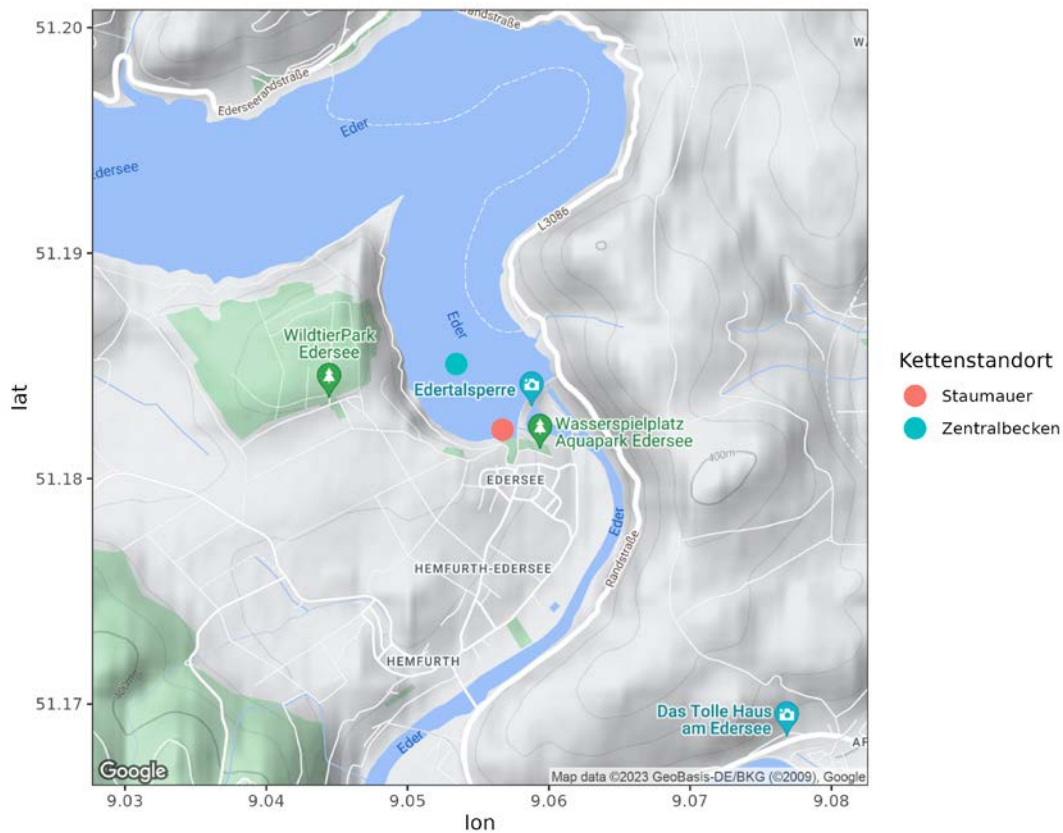 51.20
51.19
51.18
51.17
lat
9.03
9.04
9.05
9.06
9.07
9.08
lon
Ederseerandstraße
Eder
Edersee
L3086
Eder
WildtierPark
Edersee
Edertalsperre
Wasserspielplatz
Aquapark Edersee
EDERSEE
400m
Eder
HEMFURTH-EDERSEE
Randstraße
HEMFURTH
Das Tolle Haus
am Edersee
Eder
Google
Map data ©2023 GeoBasis-DE/BKG (©2009), Google
Kettenstandort
Staumauer
Zentralbecken